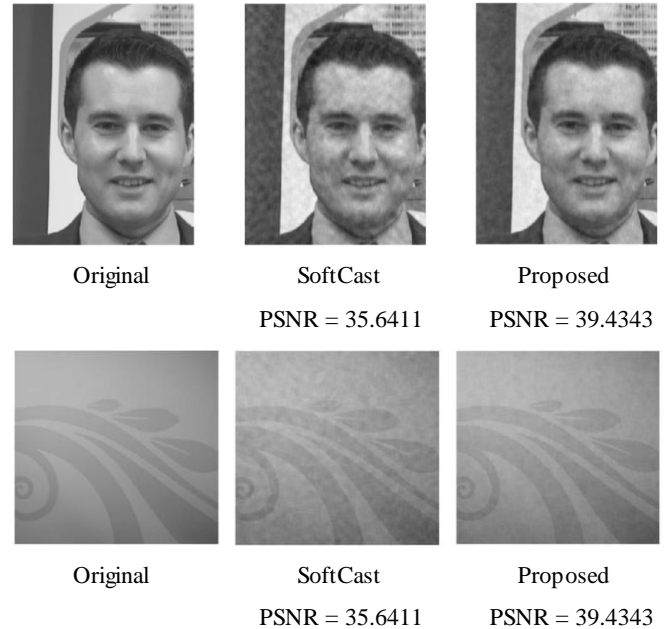 Original SoftCast Proposed
PSNR = 35.6411 PSNR = 39.4343
Original SoftCast Proposed
PSNR = 35.6411 PSNR = 39.4343